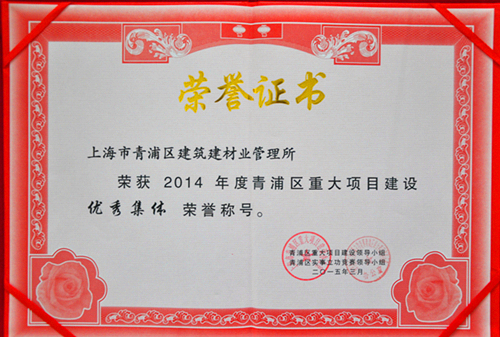 荣誉证书
上海市青浦区建筑建材业管理所
荣获 2014 年度青浦区重大项目建设
优秀集体 荣誉称号。
青浦区重大项目建设领导小组
青浦区实事立功竞赛领导小组
二〇一五年三月